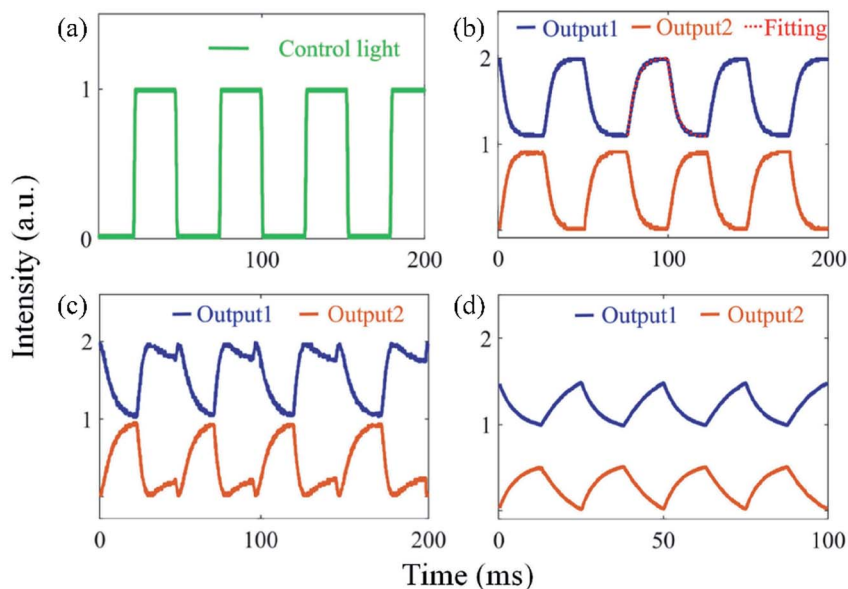 (a)
Control light
1
0
100
200
(b)
Output1 Output2 Fitting
2
1
0
100
200
Intensity (a.u.)
(c)
Output1 Output2
2
1
0
100
200
(d)
Output1 Output2
2
1
0
50
100
Time (ms)